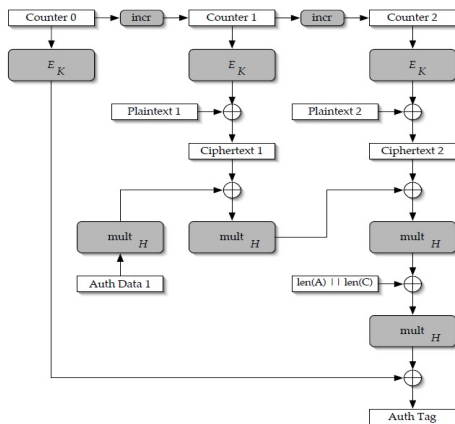 Counter 0 incr Counter 1 incr Counter 2
E K E K E K
Plaintext 1 Plaintext 2
Ciphertext 1 Ciphertext 2
mult H mult H mult H
Auth Data 1 len(A) || len(C)
mult H
Auth Tag